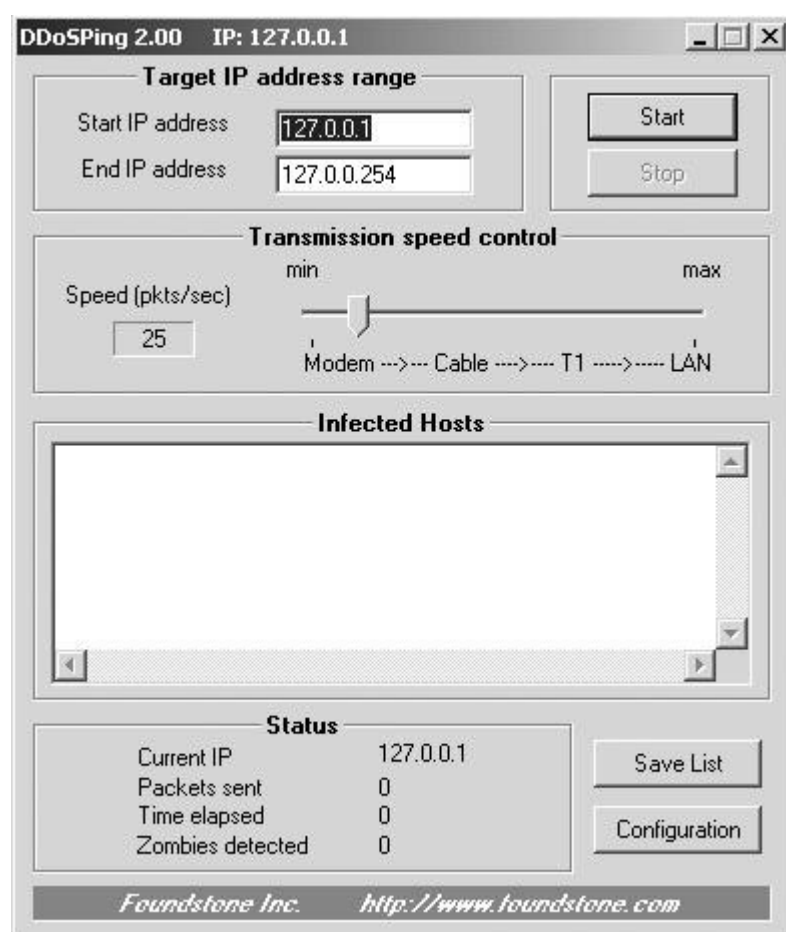 DDoSPing 2.00 IP: 127.0.0.1
Target IP address range
Start IP address 127.0.0.1
End IP address 127.0.0.254
Start
Stop
Transmission speed control
min max
Speed (pkts/sec)
25
Modem --->--- Cable ---->---- T1 ----->----- LAN
Infected Hosts
Status
Current IP 127.0.0.1
Packets sent 0
Time elapsed 0
Zombies detected 0
Save List
Configuration
Foundstone Inc. http://www.foundstone.com